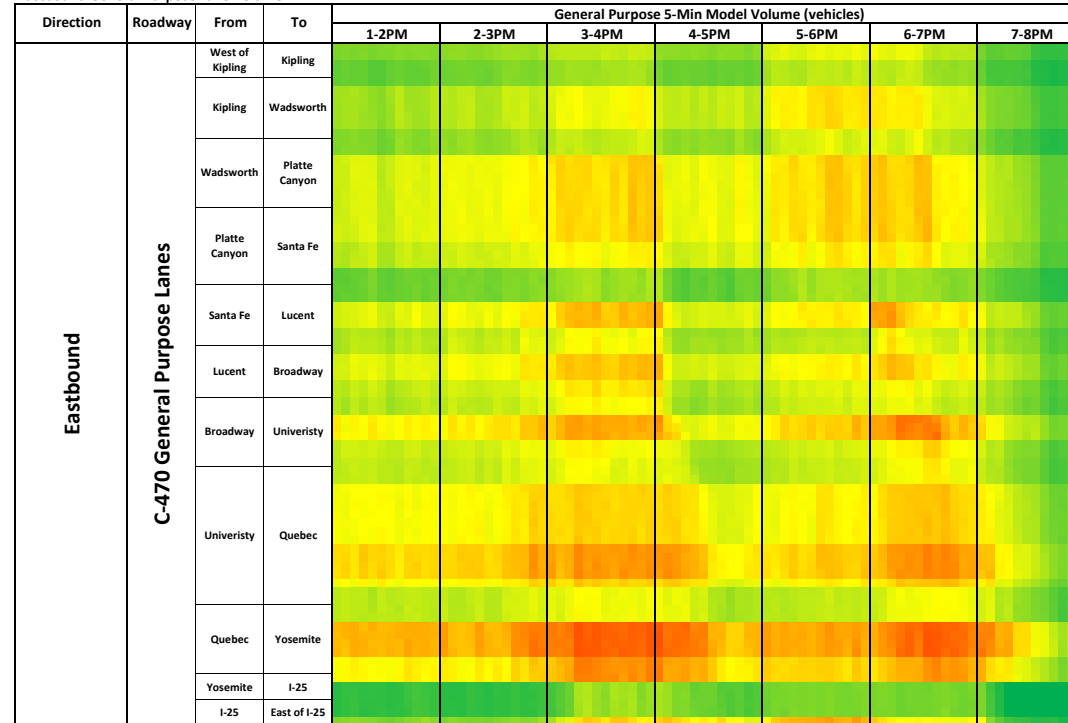 Direction
Roadway
From
To
General Purpose 5-Min Model Volume (vehicles)
1-2PM
2-3PM
3-4PM
4-5PM
5-6PM
6-7PM
7-8PM
Eastbound
C-470 General Purpose Lanes
West of
Kipling
Kipling
Kipling
Wadsworth
Wadsworth
Platte
Canyon
Platte
Canyon
Santa Fe
Santa Fe
Lucent
Lucent
Broadway
Broadway
Univeristy
Univeristy
Quebec
Quebec
Yosemite
Yosemite
I-25
I-25
East of I-25